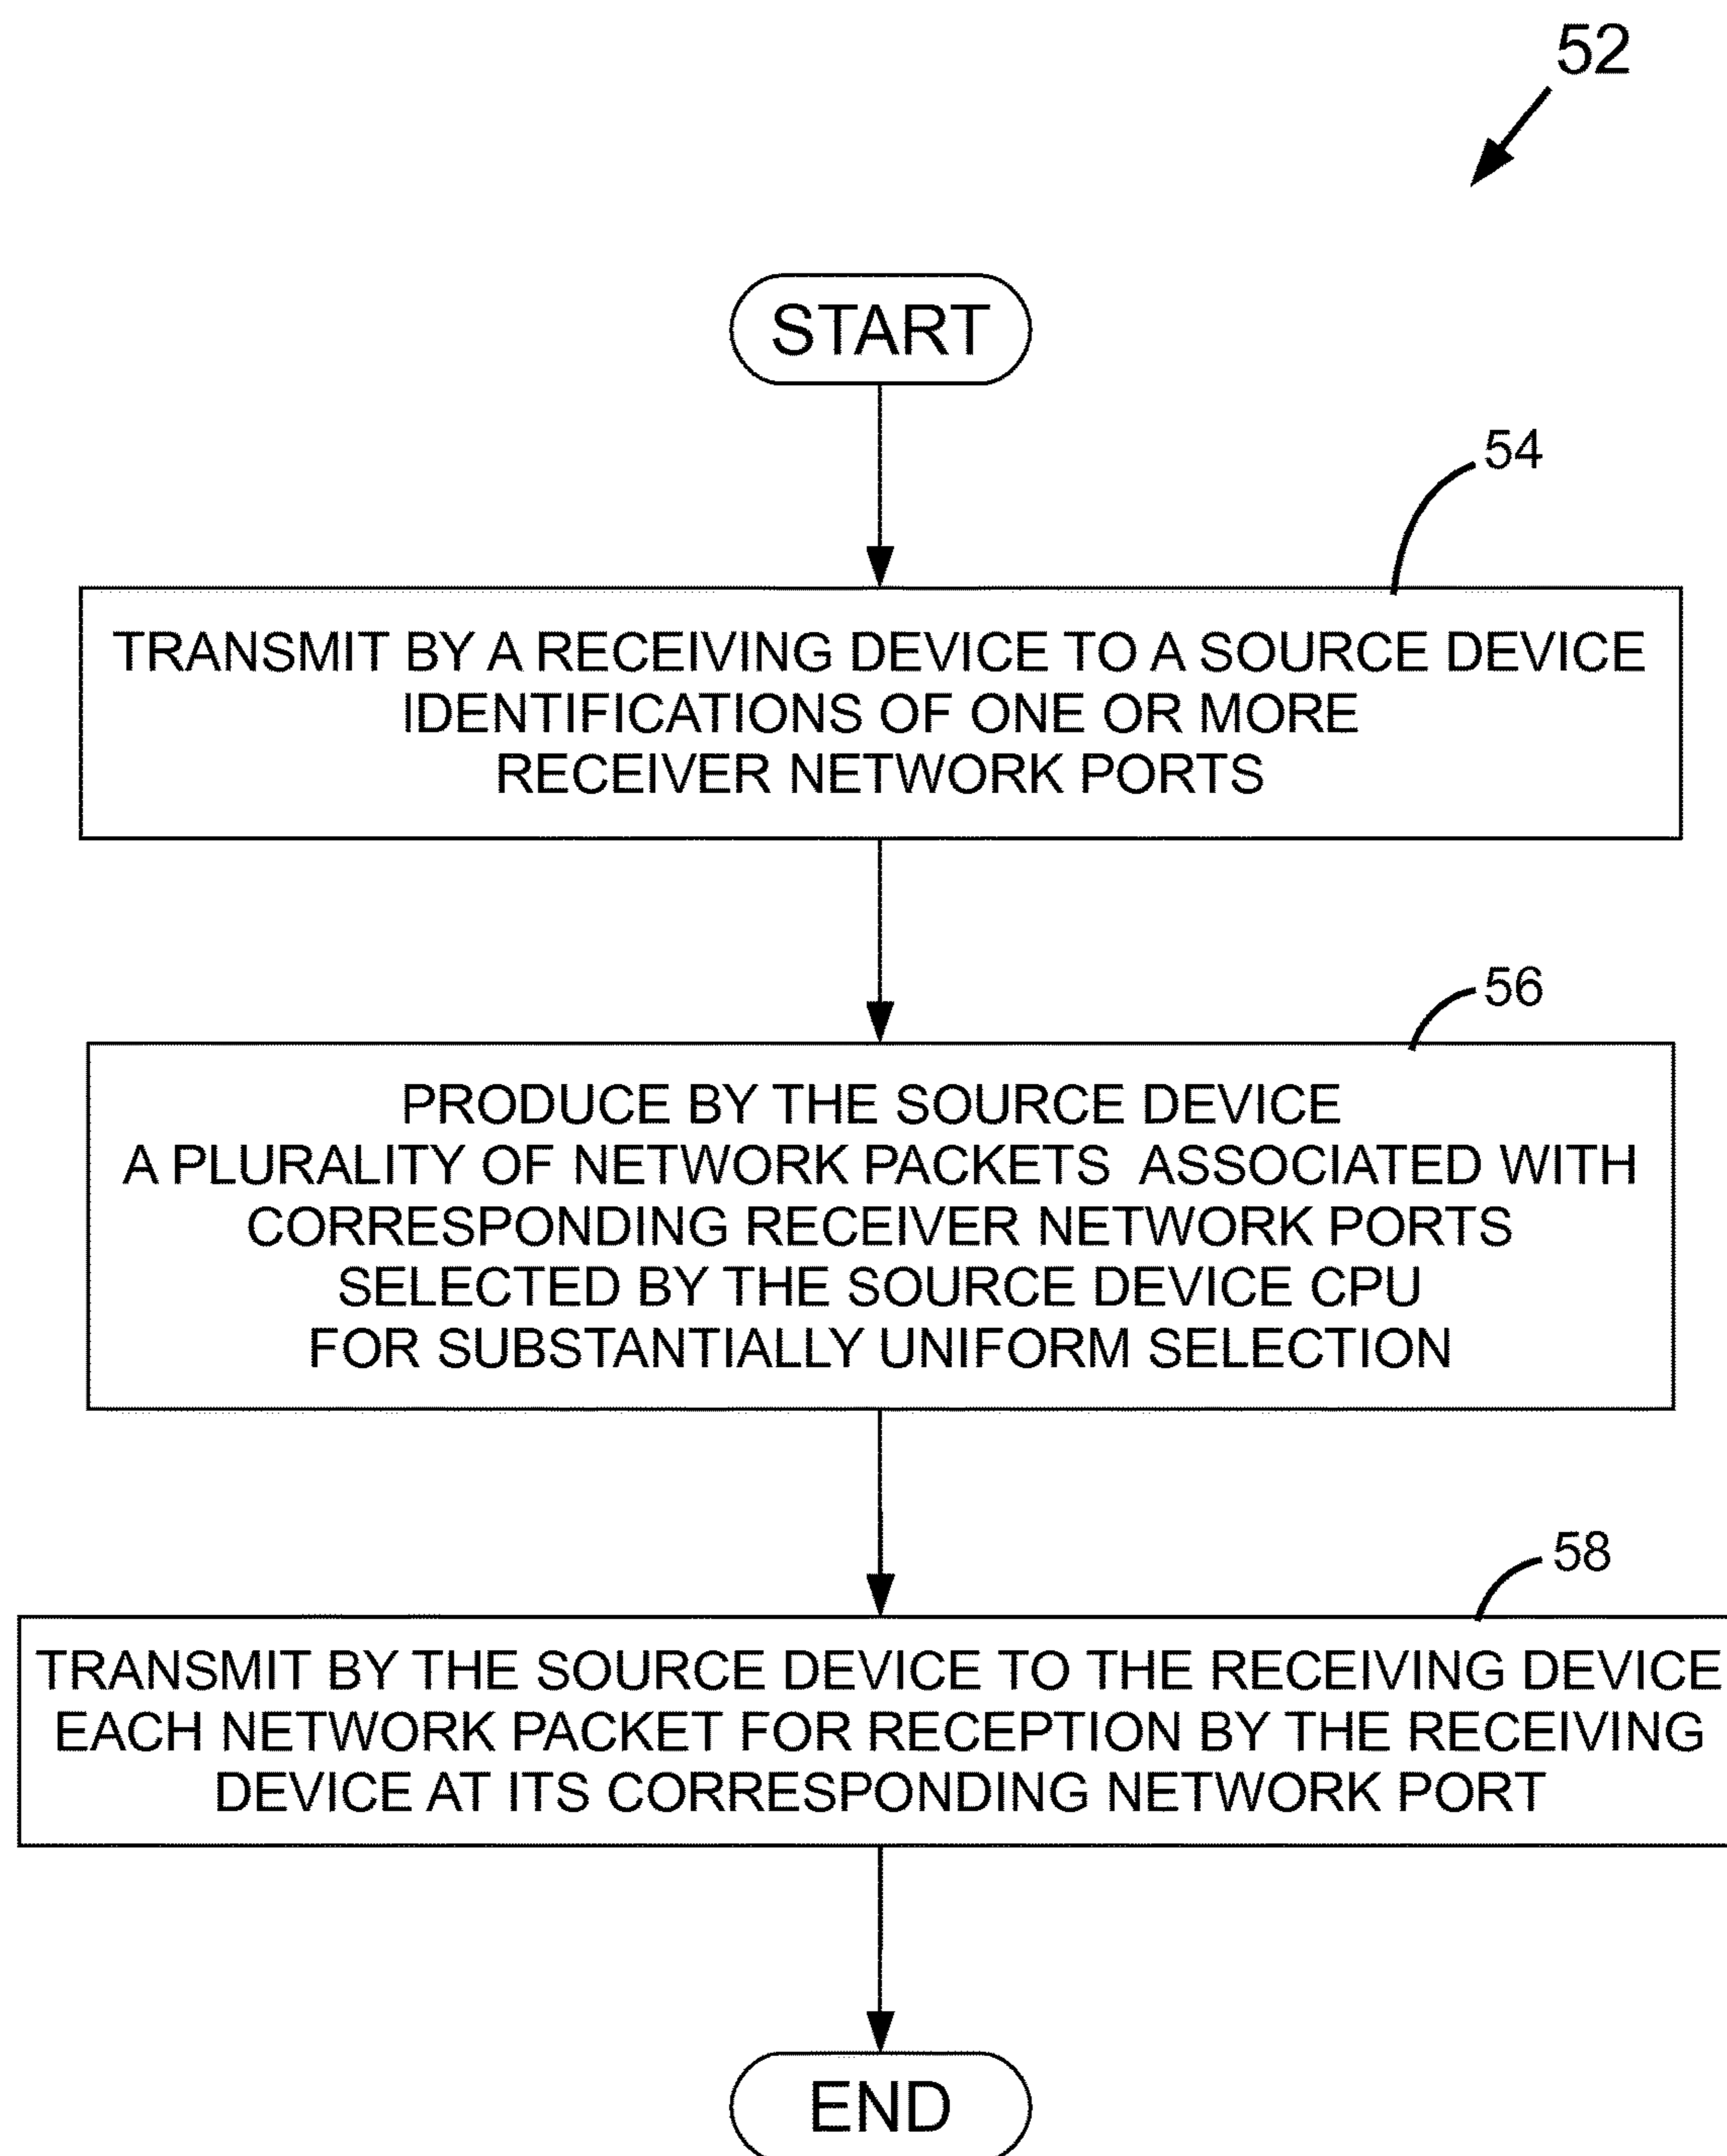 52
START
54
TRANSMIT BY A RECEIVING DEVICE TO A SOURCE DEVICE
IDENTIFICATIONS OF ONE OR MORE
RECEIVER NETWORK PORTS
56
PRODUCE BY THE SOURCE DEVICE
A PLURALITY OF NETWORK PACKETS ASSOCIATED WITH
CORRESPONDING RECEIVER NETWORK PORTS
SELECTED BY THE SOURCE DEVICE CPU
FOR SUBSTANTIALLY UNIFORM SELECTION
58
TRANSMIT BY THE SOURCE DEVICE TO THE RECEIVING DEVICE
EACH NETWORK PACKET FOR RECEPTION BY THE RECEIVING
DEVICE AT ITS CORRESPONDING NETWORK PORT
END